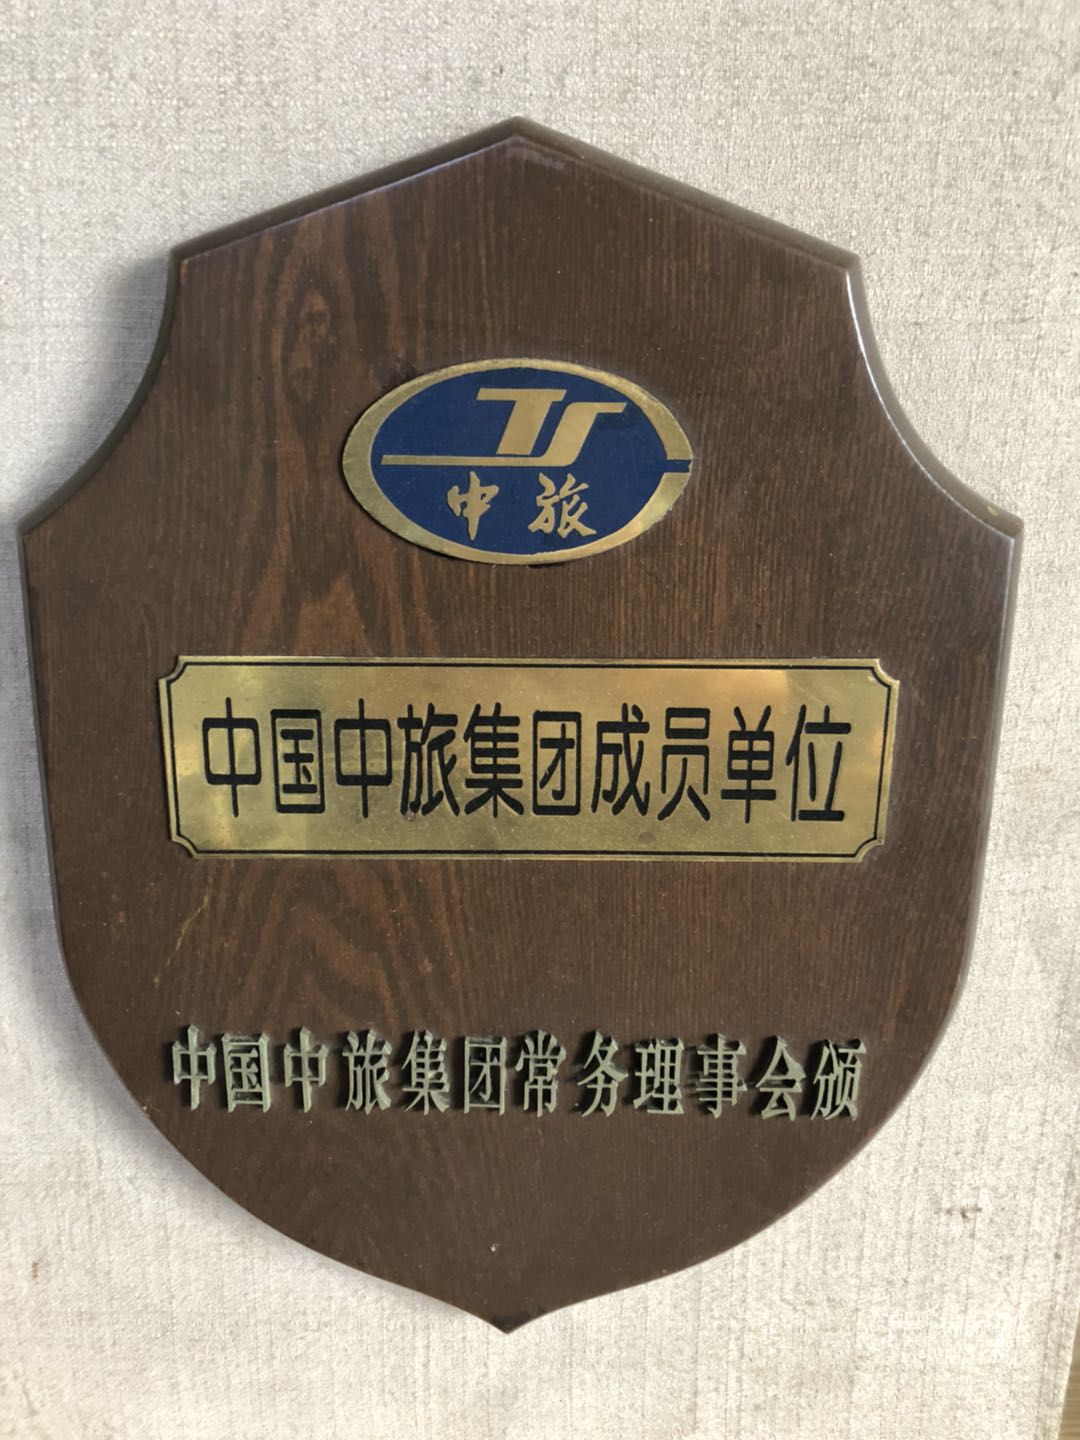 TS
中旅
中国中旅集团成员单位
中国中旅集团常务理事会颁